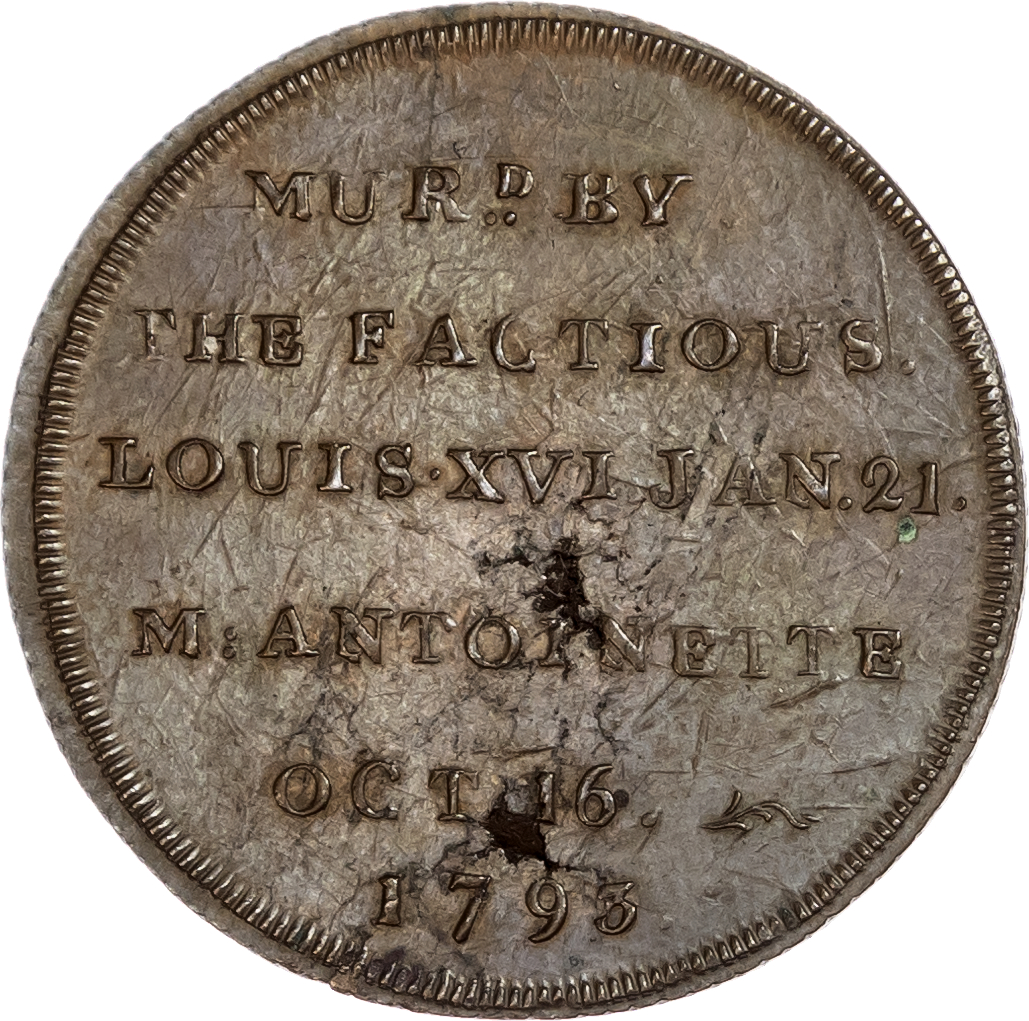 MURᴰ BY
THE FACTIOUS.
LOUIS·XVI JAN.21.
M: ANTOINETTE
OCT 16.
1793